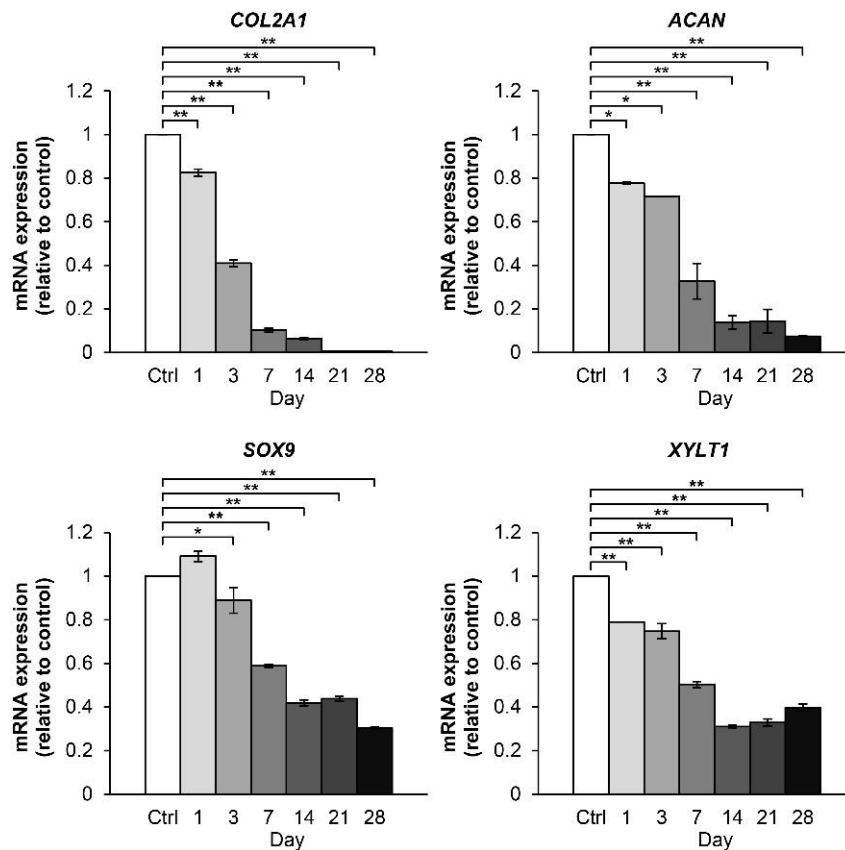 COL2A1
**
**
**
**
**
**
1.2
1
0.8
0.6
0.4
0.2
0
mRNA expression
(relative to control)
Ctrl 1 3 7 14 21 28
Day
ACAN
**
**
**
**
*
*
1.2
1
0.8
0.6
0.4
0.2
0
mRNA expression
(relative to control)
Ctrl 1 3 7 14 21 28
Day
SOX9
**
**
**
**
*
1.2
1
0.8
0.6
0.4
0.2
0
mRNA expression
(relative to control)
Ctrl 1 3 7 14 21 28
Day
XYLT1
**
**
**
**
**
**
1.2
1
0.8
0.6
0.4
0.2
0
mRNA expression
(relative to control)
Ctrl 1 3 7 14 21 28
Day